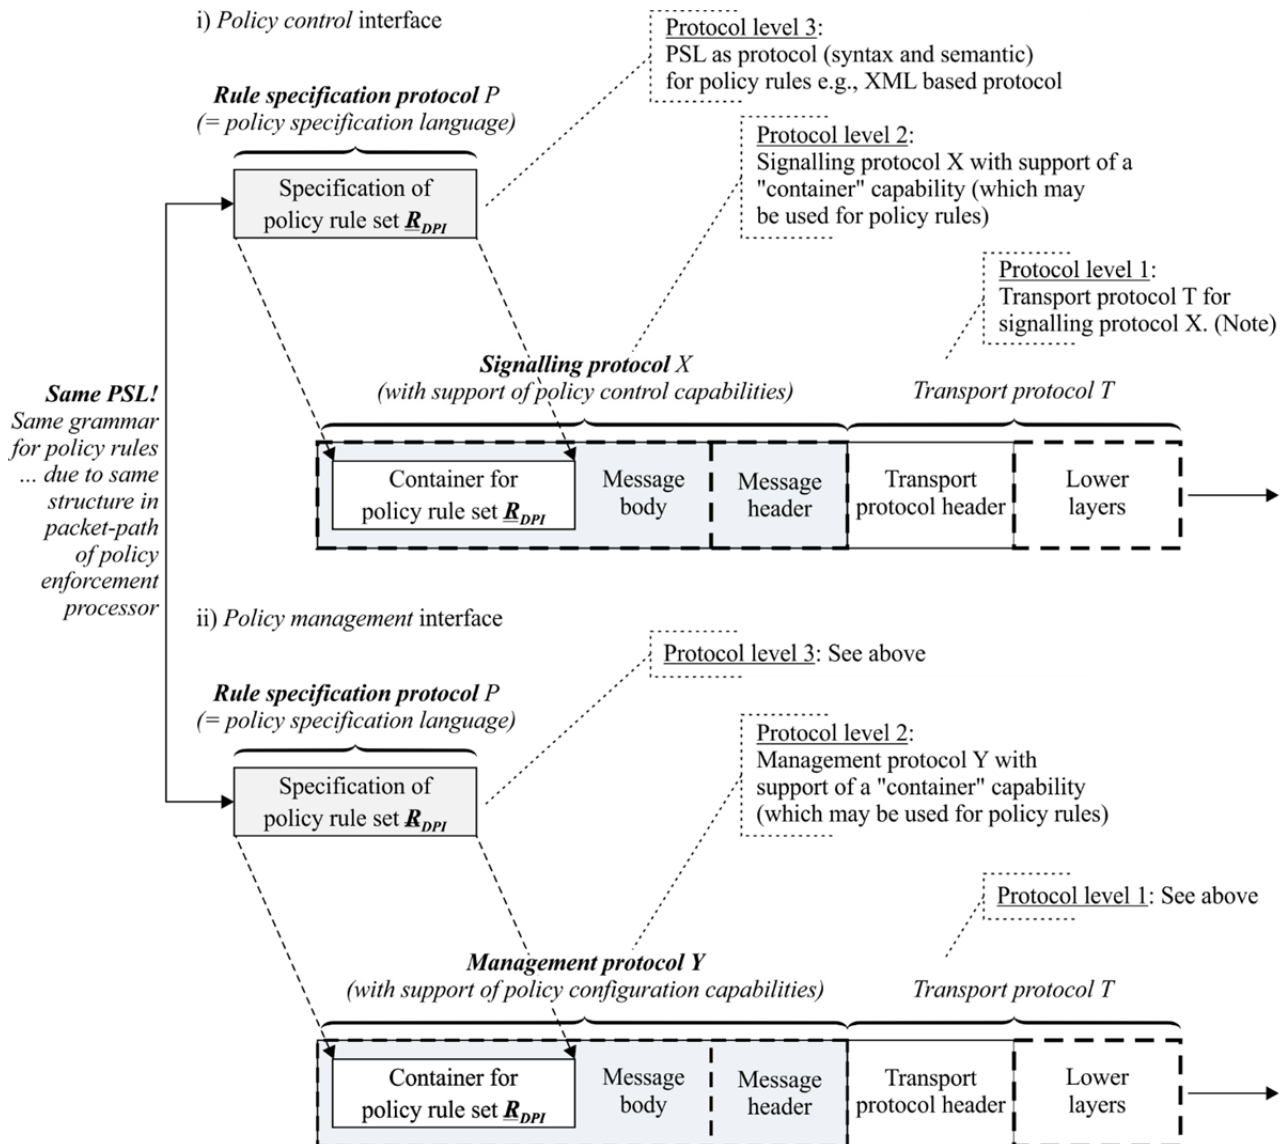 i) Policy control interface
Protocol level 3:
PSL as protocol (syntax and semantic)
for policy rules e.g., XML based protocol
Rule specification protocol P
(= policy specification language)
Protocol level 2:
Signalling protocol X with support of a
"container" capability (which may
be used for policy rules)
Specification of
policy rule set R_DPI
Protocol level 1:
Transport protocol T for
signalling protocol X. (Note)
Signalling protocol X
(with support of policy control capabilities)
Transport protocol T
Same PSL!
Same grammar
for policy rules
... due to same
structure in
packet-path
of policy
enforcement
processor
Container for
policy rule set R_DPI
Message
body
Message
header
Transport
protocol header
Lower
layers
ii) Policy management interface
Protocol level 3: See above
Rule specification protocol P
(= policy specification language)
Protocol level 2:
Management protocol Y with
support of a "container" capability
(which may be used for policy rules)
Specification of
policy rule set R_DPI
Protocol level 1: See above
Management protocol Y
(with support of policy configuration capabilities)
Transport protocol T
Container for
policy rule set R_DPI
Message
body
Message
header
Transport
protocol header
Lower
layers